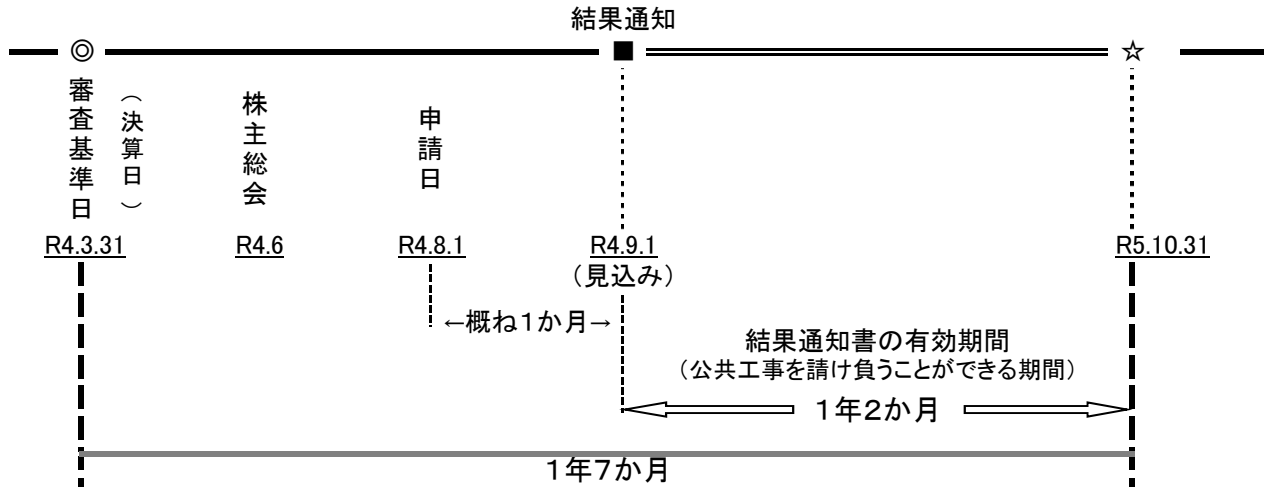 結果通知
◎ ■ ☆
審査基準日
（決算日）
株主総会
申請日
R4.3.31 R4.6 R4.8.1 R4.9.1 R5.10.31
（見込み）
←概ね１か月→
結果通知書の有効期間
（公共工事を請け負うことができる期間）
１年２か月
１年７か月